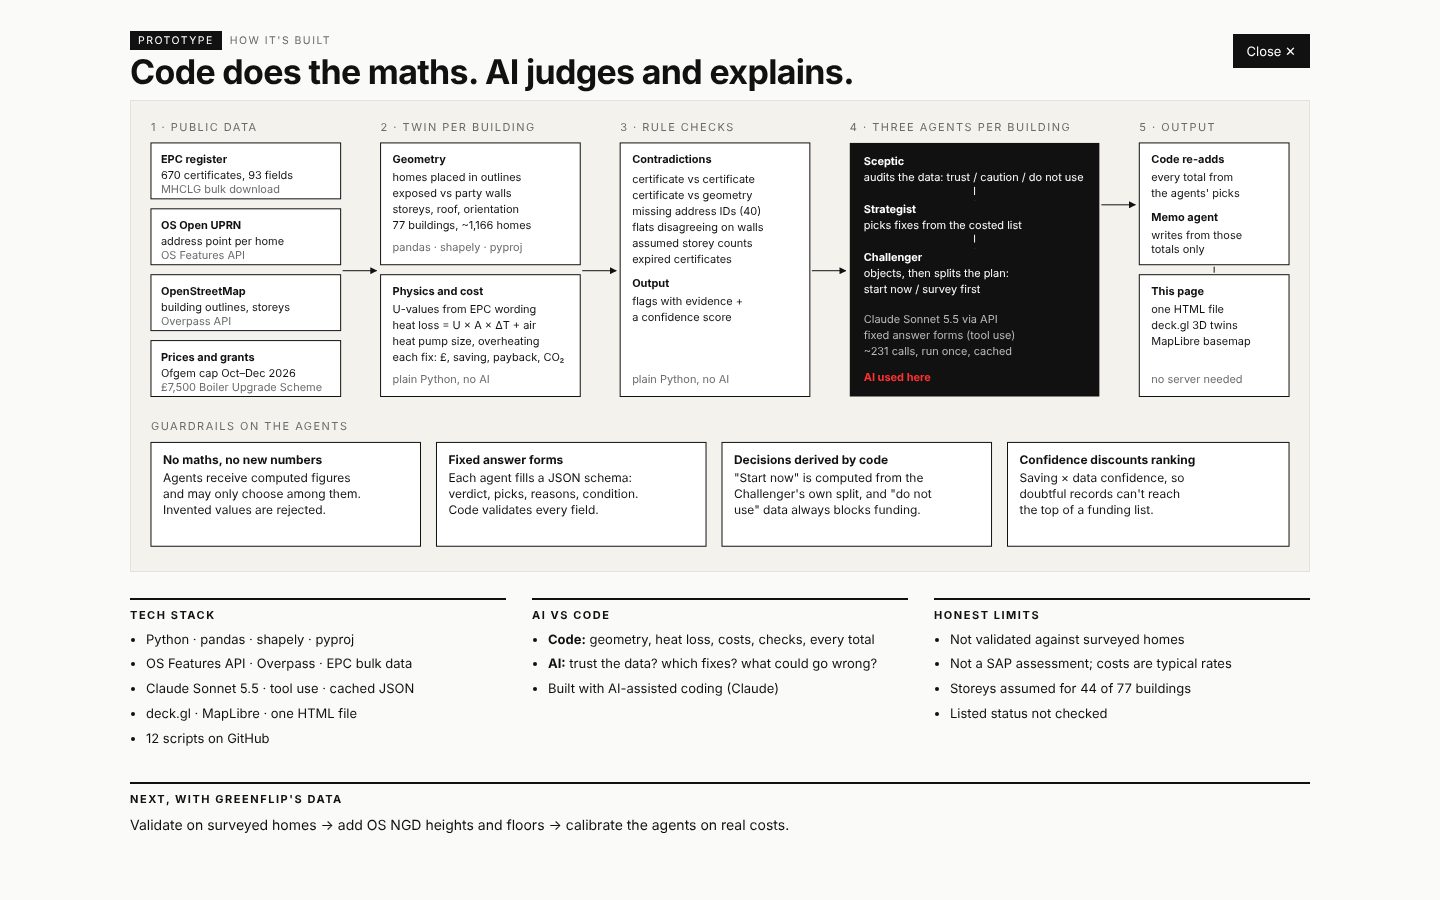 PROTOTYPE HOW IT'S BUILT
Close ✕
Code does the maths. AI judges and explains.
1 · PUBLIC DATA
EPC register
670 certificates, 93 fields
MHCLG bulk download
OS Open UPRN
address point per home
OS Features API
OpenStreetMap
building outlines, storeys
Overpass API
Prices and grants
Ofgem cap Oct–Dec 2026
£7,500 Boiler Upgrade Scheme
2 · TWIN PER BUILDING
Geometry
homes placed in outlines
exposed vs party walls
storeys, roof, orientation
77 buildings, ~1,166 homes
pandas · shapely · pyproj
Physics and cost
U-values from EPC wording
heat loss = U × A × ΔT + air
heat pump size, overheating
each fix: £, saving, payback, CO₂
plain Python, no AI
3 · RULE CHECKS
Contradictions
certificate vs certificate
certificate vs geometry
missing address IDs (40)
flats disagreeing on walls
assumed storey counts
expired certificates
Output
flags with evidence +
a confidence score
plain Python, no AI
4 · THREE AGENTS PER BUILDING
Sceptic
audits the data: trust / caution / do not use
Strategist
picks fixes from the costed list
Challenger
objects, then splits the plan:
start now / survey first
Claude Sonnet 5.5 via API
fixed answer forms (tool use)
~231 calls, run once, cached
AI used here
5 · OUTPUT
Code re-adds
every total from
the agents' picks
Memo agent
writes from those
totals only
This page
one HTML file
deck.gl 3D twins
MapLibre basemap
no server needed
GUARDRAILS ON THE AGENTS
No maths, no new numbers
Agents receive computed figures
and may only choose among them.
Invented values are rejected.
Fixed answer forms
Each agent fills a JSON schema:
verdict, picks, reasons, condition.
Code validates every field.
Decisions derived by code
"Start now" is computed from the
Challenger's own split, and "do not
use" data always blocks funding.
Confidence discounts ranking
Saving × data confidence, so
doubtful records can't reach
the top of a funding list.
TECH STACK
• Python · pandas · shapely · pyproj
• OS Features API · Overpass · EPC bulk data
• Claude Sonnet 5.5 · tool use · cached JSON
• deck.gl · MapLibre · one HTML file
• 12 scripts on GitHub
AI VS CODE
• Code: geometry, heat loss, costs, checks, every total
• AI: trust the data? which fixes? what could go wrong?
• Built with AI-assisted coding (Claude)
HONEST LIMITS
• Not validated against surveyed homes
• Not a SAP assessment; costs are typical rates
• Storeys assumed for 44 of 77 buildings
• Listed status not checked
NEXT, WITH GREENFLIP'S DATA
Validate on surveyed homes → add OS NGD heights and floors → calibrate the agents on real costs.